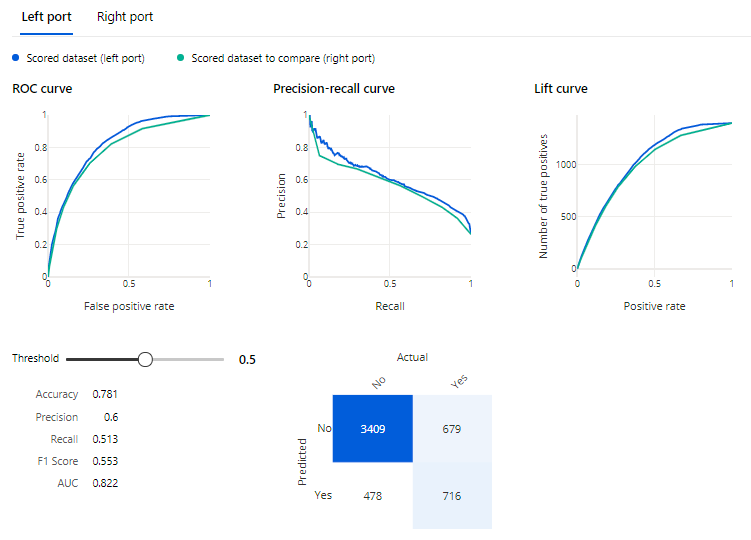 Left port Right port
Scored dataset (left port) Scored dataset to compare (right port)
ROC curve Precision-recall curve Lift curve
True positive rate
1
0.8
0.6
0.4
0.2
0
0 0.5 1
False positive rate
Precision
1
0.8
0.6
0.4
0.2
0
0 0.5 1
Recall
Number of true positives
1000
500
0
0 0.5 1
Positive rate
Threshold 0.5
Accuracy 0.781
Precision 0.6
Recall 0.513
F1 Score 0.553
AUC 0.822
Actual
No Yes
Predicted
No 3409 679
Yes 478 716